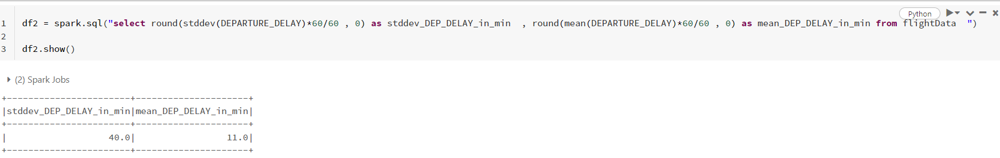 Python
1 df2 = spark.sql("select round(stddev(DEPARTURE_DELAY)*60/60 , 0) as stddev_DEP_DELAY_in_min  , round(mean(DEPARTURE_DELAY)*60/60 , 0) as mean_DEP_DELAY_in_min from flightData  ")
2
3 df2.show()
(2) Spark Jobs
+-----------------------+---------------------+
|stddev_DEP_DELAY_in_min|mean_DEP_DELAY_in_min|
+-----------------------+---------------------+
|                   40.0|                 11.0|
+-----------------------+---------------------+